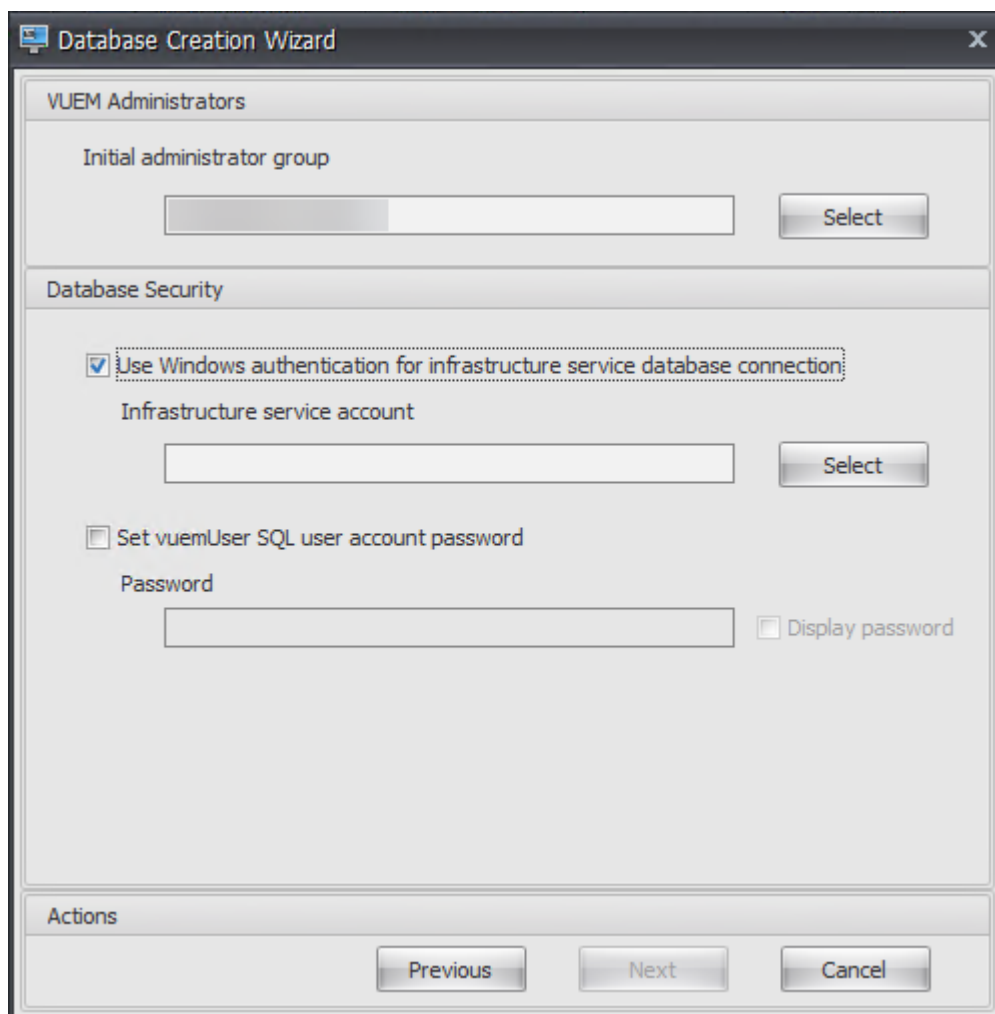 Database Creation Wizard
VUEM Administrators
Initial administrator group
Select
Database Security
Use Windows authentication for infrastructure service database connection
Infrastructure service account
Select
Set vuemUser SQL user account password
Password
Display password
Actions
Previous Next Cancel